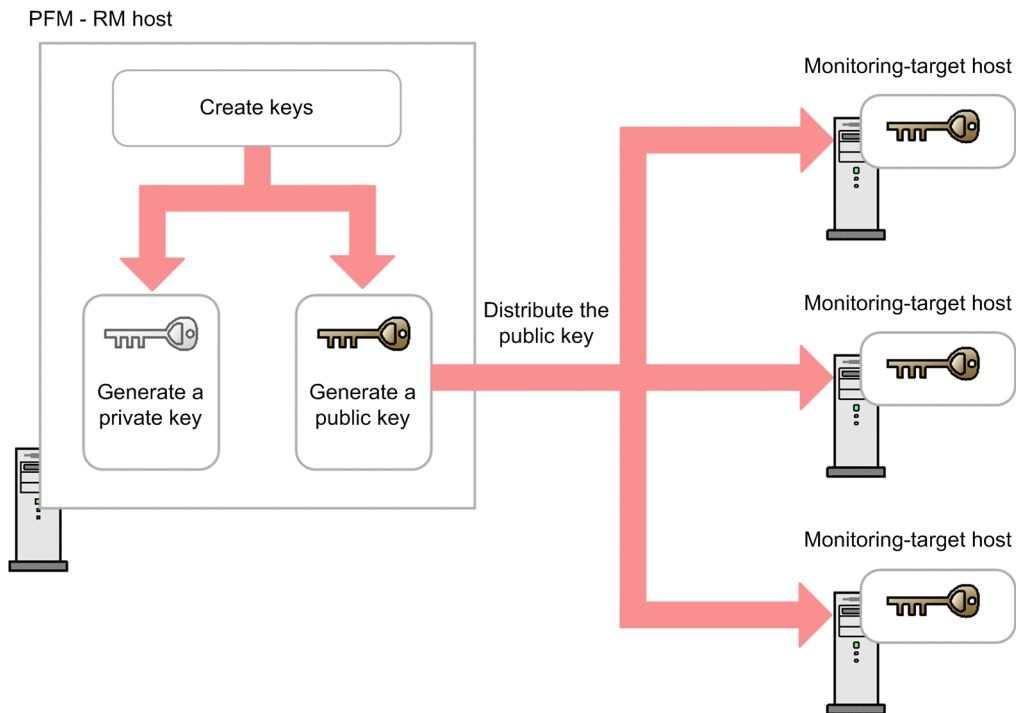 PFM - RM host
Create keys
Generate a
private key
Generate a
public key
Distribute the
public key
Monitoring-target host
Monitoring-target host
Monitoring-target host